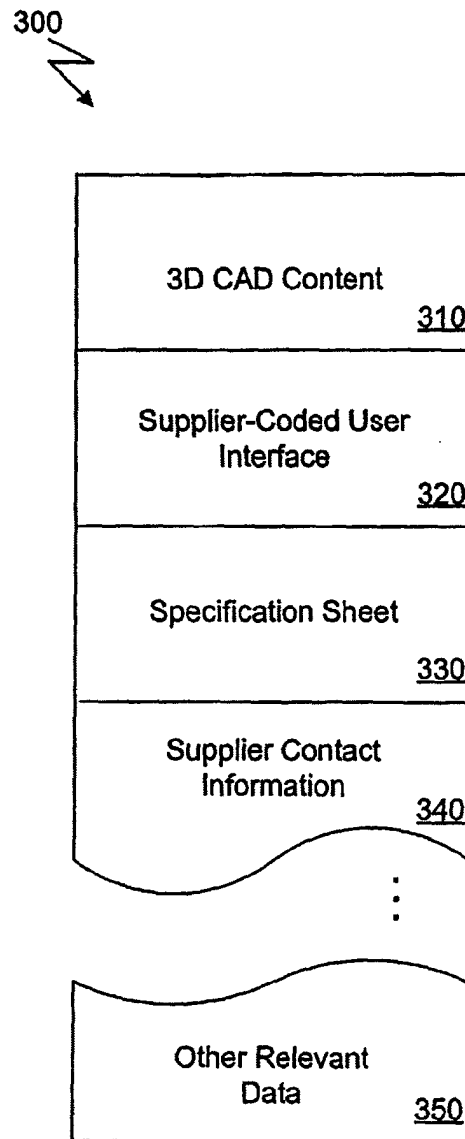 300
3D CAD Content
310
Supplier-Coded User
Interface
320
Specification Sheet
330
Supplier Contact
Information
340
Other Relevant
Data
350